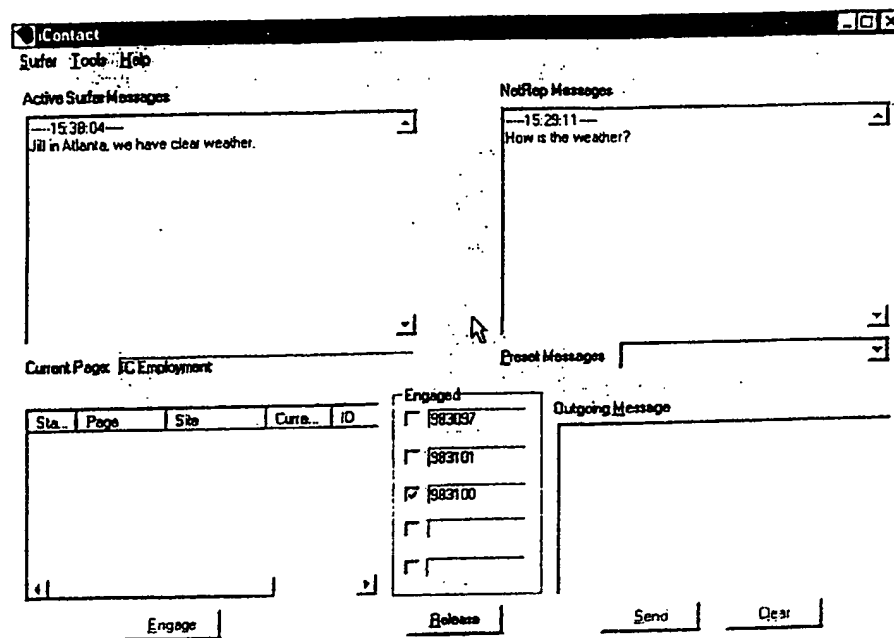 iContact
Surfer Tools Help
Active Surfer Messages
----15:38:04----
Jill in Atlanta, we have clear weather.
NetRep Messages
----15:29:11----
How is the weather?
Current Page: IC Employment
Preset Messages
Sta... Page Site Curre... ID
Engaged
983097
983101
983100
Outgoing Message
Engage
Release
Send
Clear